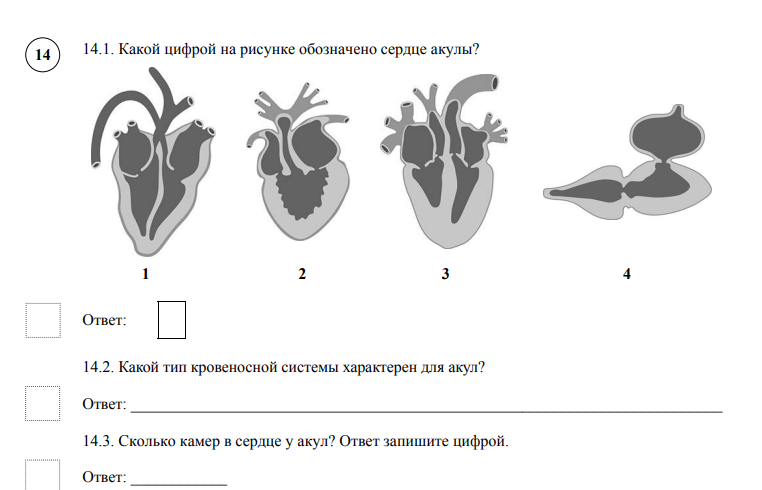 14
14.1. Какой цифрой на рисунке обозначено сердце акулы?
1 2 3 4
Ответ:
14.2. Какой тип кровеносной системы характерен для акул?
Ответ:
14.3. Сколько камер в сердце у акул? Ответ запишите цифрой.
Ответ: